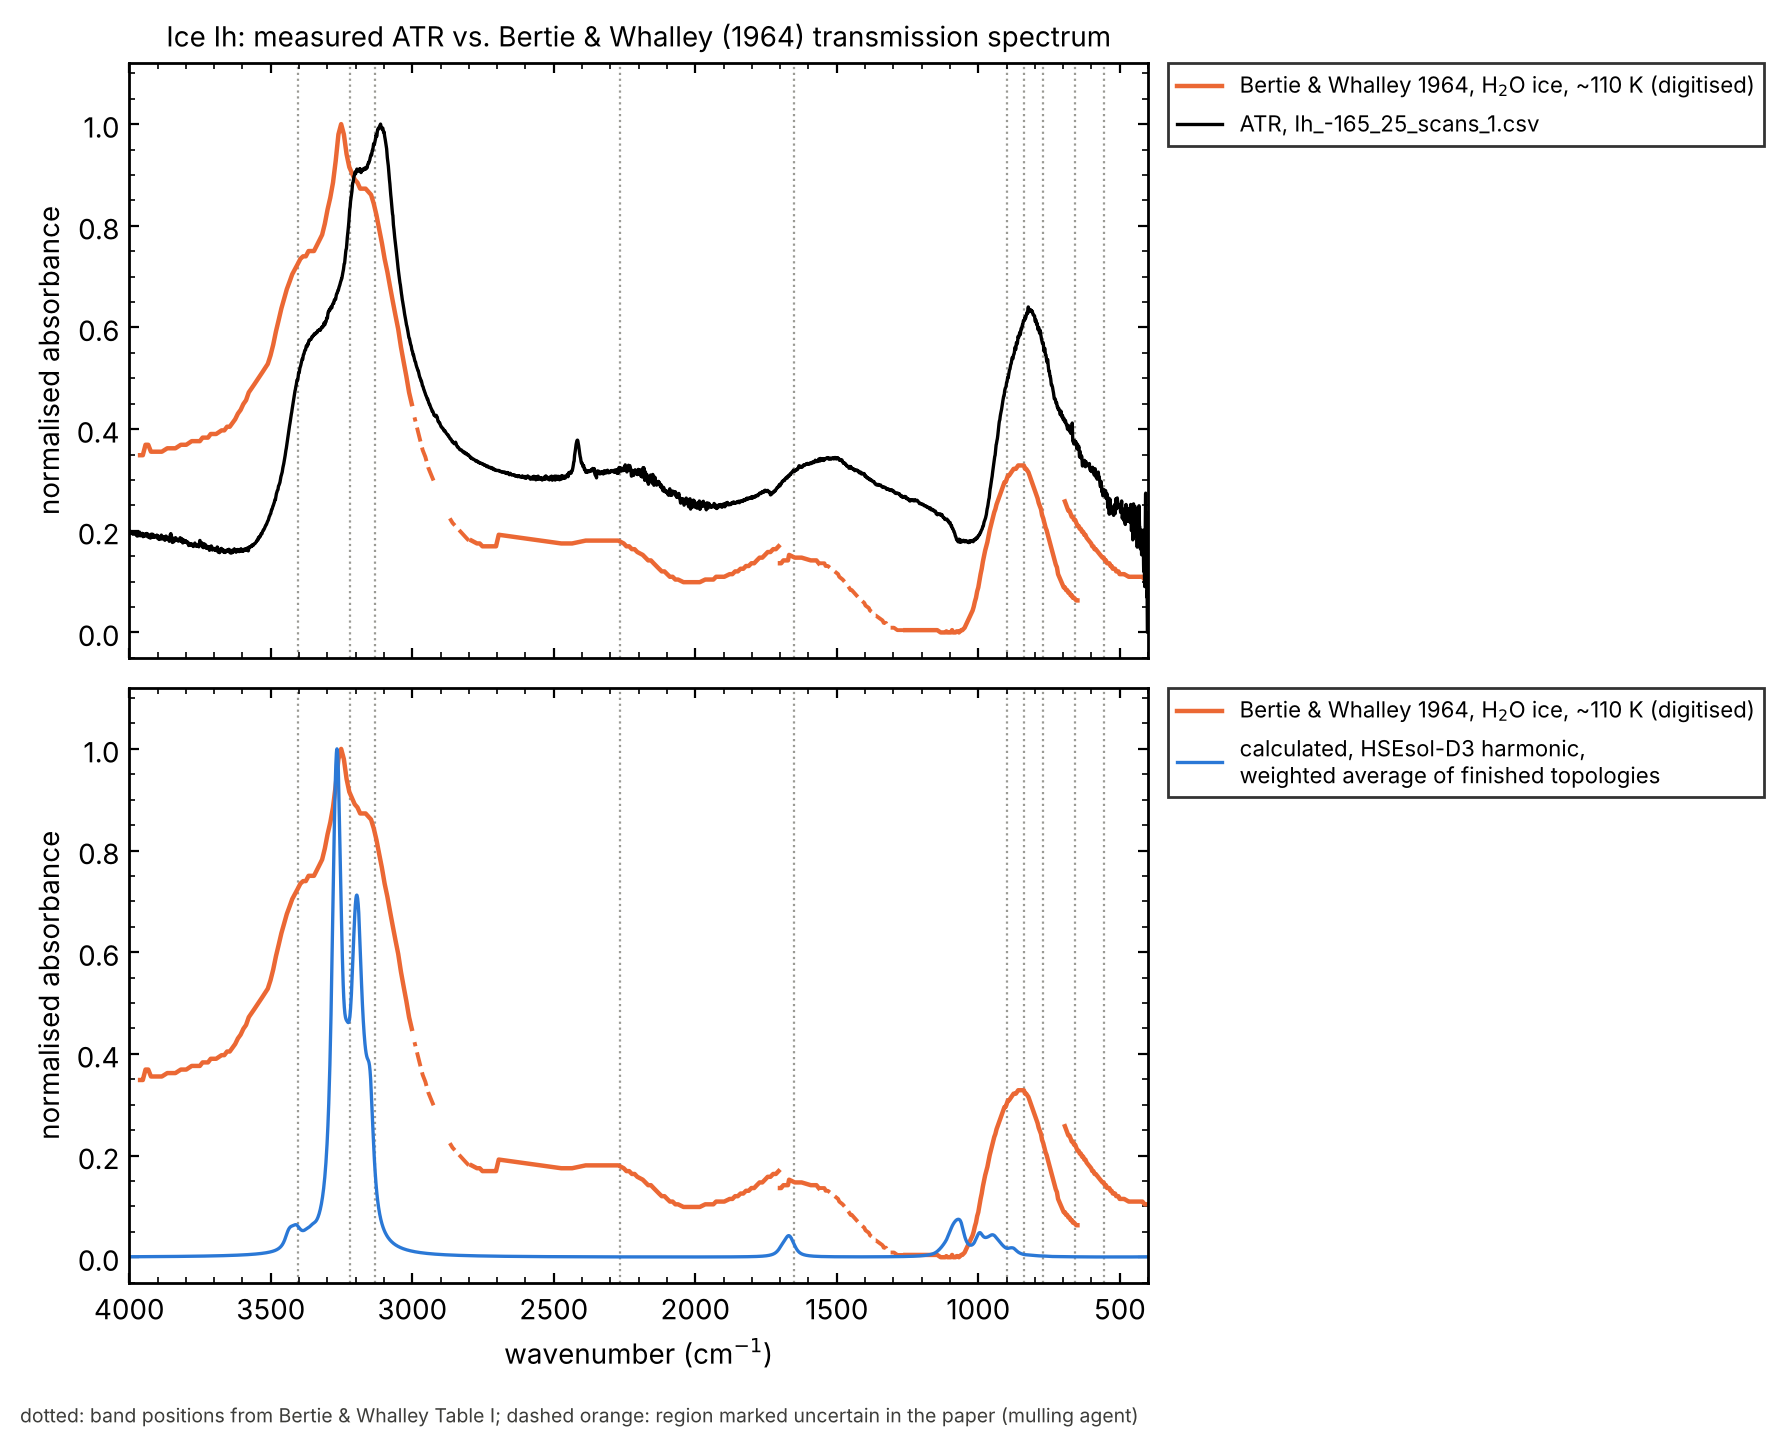 Ice Ih: measured ATR vs. Bertie & Whalley (1964) transmission spectrum
normalised absorbance
1.0
0.8
0.6
0.4
0.2
0.0
Bertie & Whalley 1964, H₂O ice, ~110 K (digitised)
ATR, Ih_-165_25_scans_1.csv
normalised absorbance
1.0
0.8
0.6
0.4
0.2
0.0
Bertie & Whalley 1964, H₂O ice, ~110 K (digitised)
calculated, HSEsol-D3 harmonic,
weighted average of finished topologies
4000 3500 3000 2500 2000 1500 1000 500
wavenumber (cm⁻¹)
dotted: band positions from Bertie & Whalley Table I; dashed orange: region marked uncertain in the paper (mulling agent)